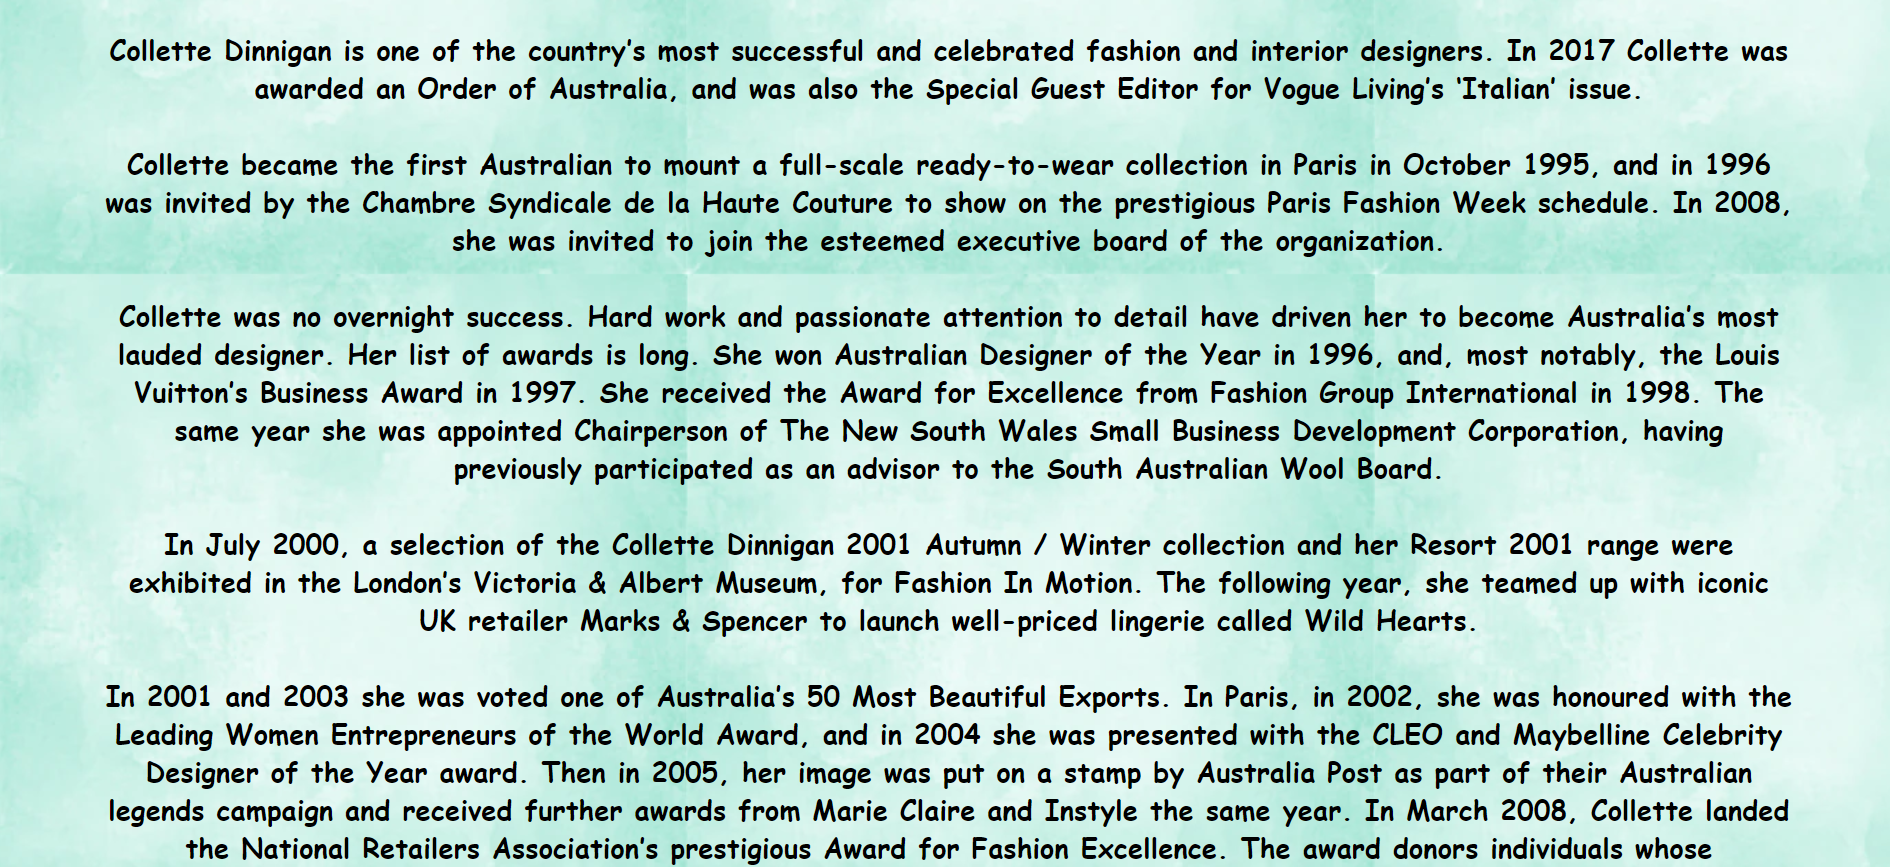 Collette Dinnigan is one of the country's most successful and celebrated fashion and interior designers. In 2017 Collette was
awarded an Order of Australia, and was also the Special Guest Editor for Vogue Living's 'Italian' issue.
Collette became the first Australian to mount a full-scale ready-to-wear collection in Paris in October 1995, and in 1996
was invited by the Chambre Syndicale de la Haute Couture to show on the prestigious Paris Fashion Week schedule. In 2008,
she was invited to join the esteemed executive board of the organization.
Collette was no overnight success. Hard work and passionate attention to detail have driven her to become Australia's most
lauded designer. Her list of awards is long. She won Australian Designer of the Year in 1996, and, most notably, the Louis
Vuitton's Business Award in 1997. She received the Award for Excellence from Fashion Group International in 1998. The
same year she was appointed Chairperson of The New South Wales Small Business Development Corporation, having
previously participated as an advisor to the South Australian Wool Board.
In July 2000, a selection of the Collette Dinnigan 2001 Autumn / Winter collection and her Resort 2001 range were
exhibited in the London's Victoria & Albert Museum, for Fashion In Motion. The following year, she teamed up with iconic
UK retailer Marks & Spencer to launch well-priced lingerie called Wild Hearts.
In 2001 and 2003 she was voted one of Australia's 50 Most Beautiful Exports. In Paris, in 2002, she was honoured with the
Leading Women Entrepreneurs of the World Award, and in 2004 she was presented with the CLEO and Maybelline Celebrity
Designer of the Year award. Then in 2005, her image was put on a stamp by Australia Post as part of their Australian
legends campaign and received further awards from Marie Claire and Instyle the same year. In March 2008, Collette landed
the National Retailers Association's prestigious Award for Fashion Excellence. The award donors individuals whose